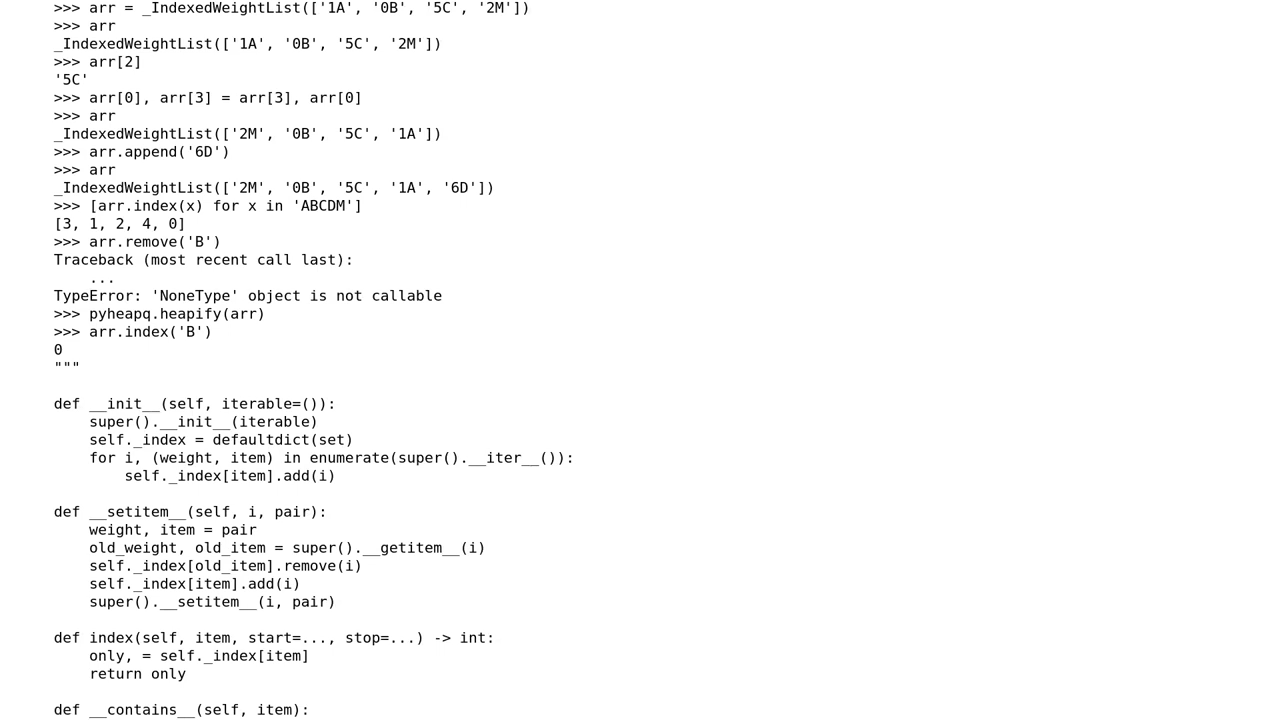 >>> arr = _IndexedWeightList(['1A', '0B', '5C', '2M'])
>>> arr
_IndexedWeightList(['1A', '0B', '5C', '2M'])
>>> arr[2]
'5C'
>>> arr[0], arr[3] = arr[3], arr[0]
>>> arr
_IndexedWeightList(['2M', '0B', '5C', '1A'])
>>> arr.append('6D')
>>> arr
_IndexedWeightList(['2M', '0B', '5C', '1A', '6D'])
>>> [arr.index(x) for x in 'ABCDM']
[3, 1, 2, 4, 0]
>>> arr.remove('B')
Traceback (most recent call last):
    ...
TypeError: 'NoneType' object is not callable
>>> pyheapq.heapify(arr)
>>> arr.index('B')
0
"""

def __init__(self, iterable=()):
    super().__init__(iterable)
    self._index = defaultdict(set)
    for i, (weight, item) in enumerate(super().__iter__()):
        self._index[item].add(i)

def __setitem__(self, i, pair):
    weight, item = pair
    old_weight, old_item = super().__getitem__(i)
    self._index[old_item].remove(i)
    self._index[item].add(i)
    super().__setitem__(i, pair)

def index(self, item, start=..., stop=...) -> int:
    only, = self._index[item]
    return only

def __contains__(self, item):